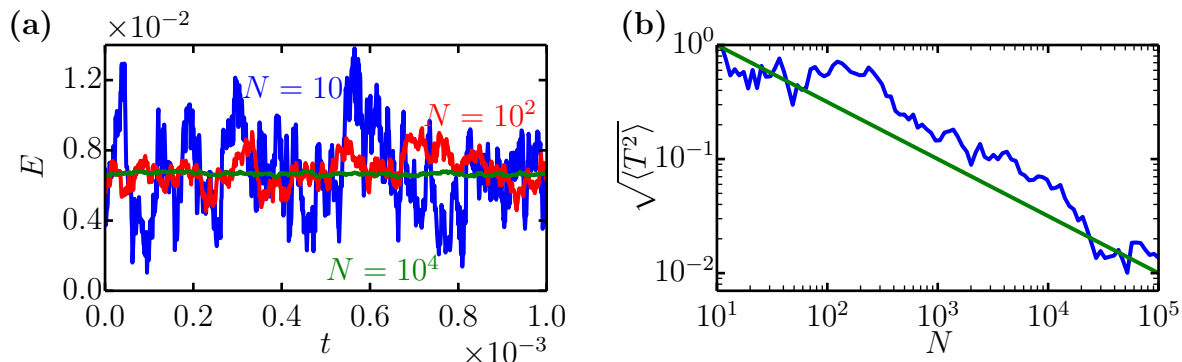 (a)
×10⁻²
1.2
0.8
0.4
0.0
E
N = 10
N = 10²
N = 10⁴
0.0 0.2 0.4 0.6 0.8 1.0
t
×10⁻³
(b)
10⁰
10⁻¹
10⁻²
√⟨T²⟩
10¹ 10² 10³ 10⁴ 10⁵
N